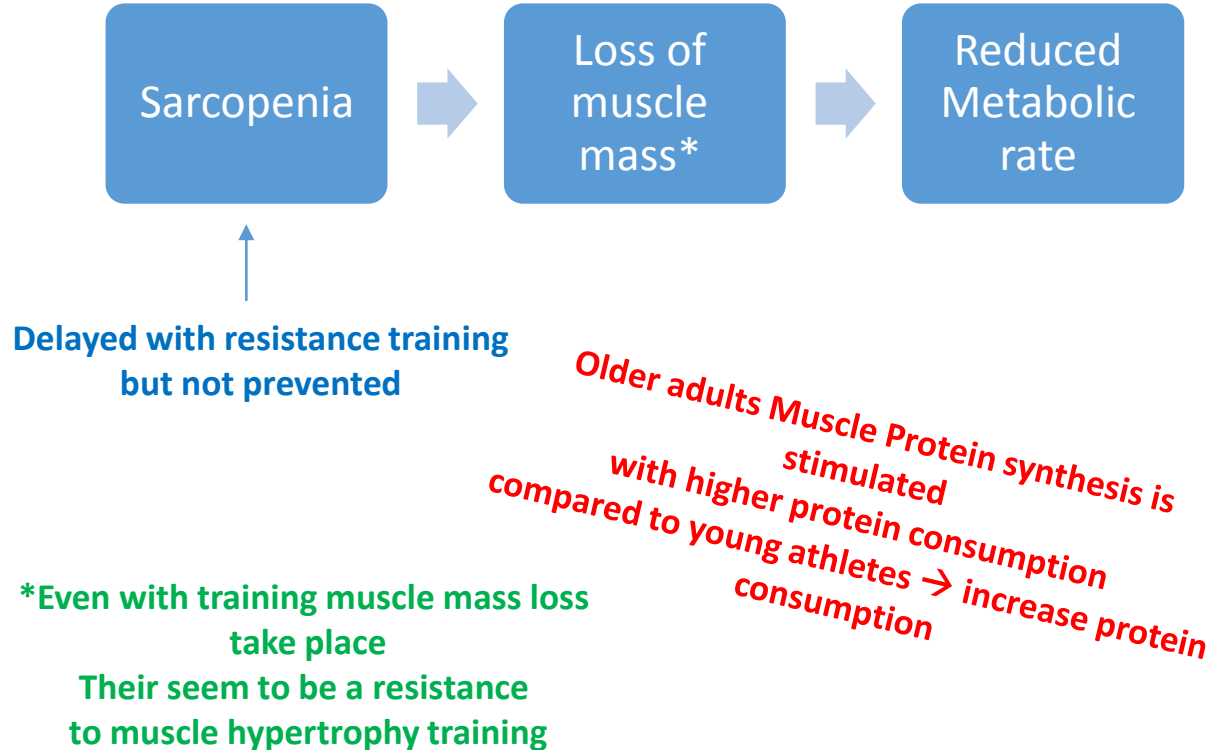 Sarcopenia
Loss of
muscle
mass*
Reduced
Metabolic
rate
Delayed with resistance training
but not prevented
Older adults Muscle Protein synthesis is
stimulated
with higher protein consumption
compared to young athletes → increase protein
consumption
*Even with training muscle mass loss
take place
Their seem to be a resistance
to muscle hypertrophy training